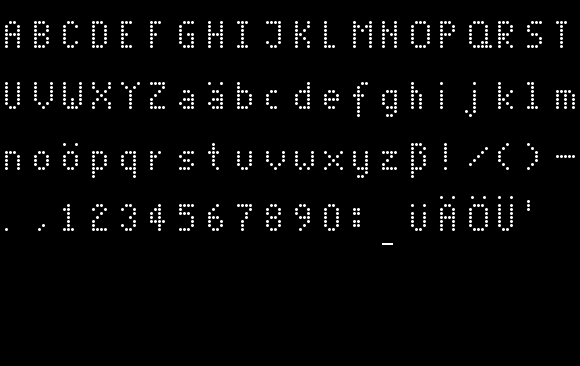 ABCDEFGHIJKLMNOPQRST
UVWXYZaäbcdefghijklm
noöpqrstuvwxyzß!/()-
.,1234567890:_üÄÖÜ'